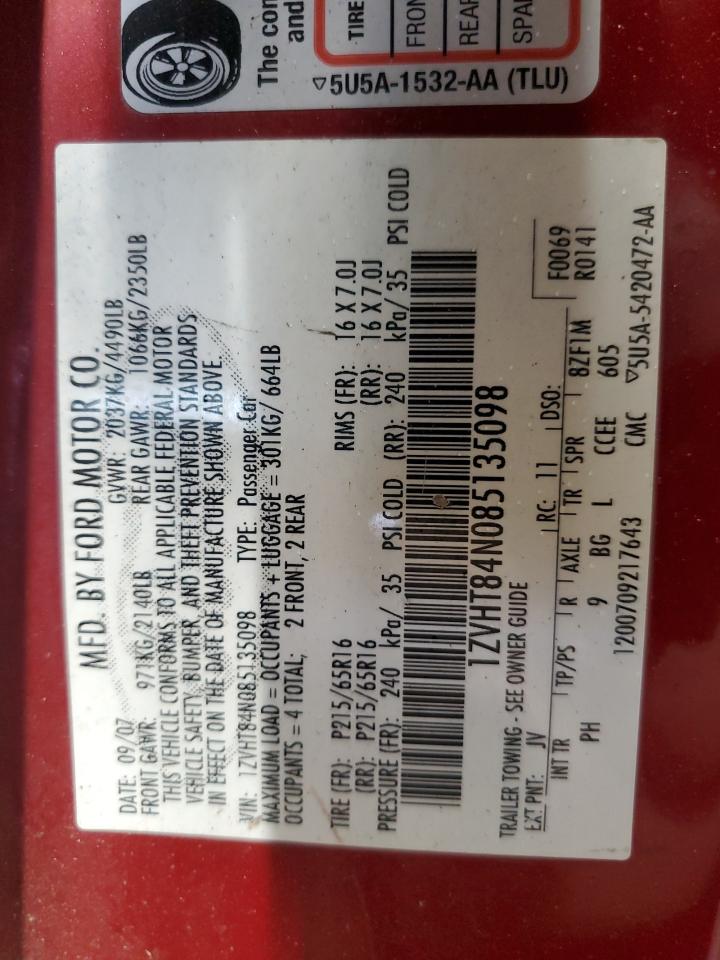 The con
and
TIRE
FRON
REAR
SPAR
▽5U5A-1532-AA (TLU)
MFD. BY FORD MOTOR CO.
DATE: 09/07 GVWR: 2037KG/4490LB
FRONT GAWR: 971KG/2140LB REAR GAWR: 1066KG/2350LB
THIS VEHICLE CONFORMS TO ALL APPLICABLE FEDERAL MOTOR
VEHICLE SAFETY, BUMPER, AND THEFT PREVENTION STANDARDS
IN EFFECT ON THE DATE OF MANUFACTURE SHOWN ABOVE.
VIN: 1ZVHT84N085135098 TYPE: Passenger Car
MAXIMUM LOAD = OCCUPANTS + LUGGAGE = 301KG/ 664LB
OCCUPANTS = 4 TOTAL; 2 FRONT, 2 REAR
TIRE (FR): P215/65R16 RIMS (FR): 16 X 7.0J
(RR): P215/65R16 (RR): 16 X 7.0J
PRESSURE (FR): 240 kPa/ 35 PSI COLD (RR): 240 kPa/ 35 PSI COLD
1ZVHT84N085135098
TRAILER TOWING - SEE OWNER GUIDE F0069
EXT PNT: JV RC: 11 DSO: R0141
INT TR TP/PS R AXLE TR SPR 8ZF1M
PH 9 BG L CCEE 605
1200709217643 CMC ▽5U5A-5420472-AA